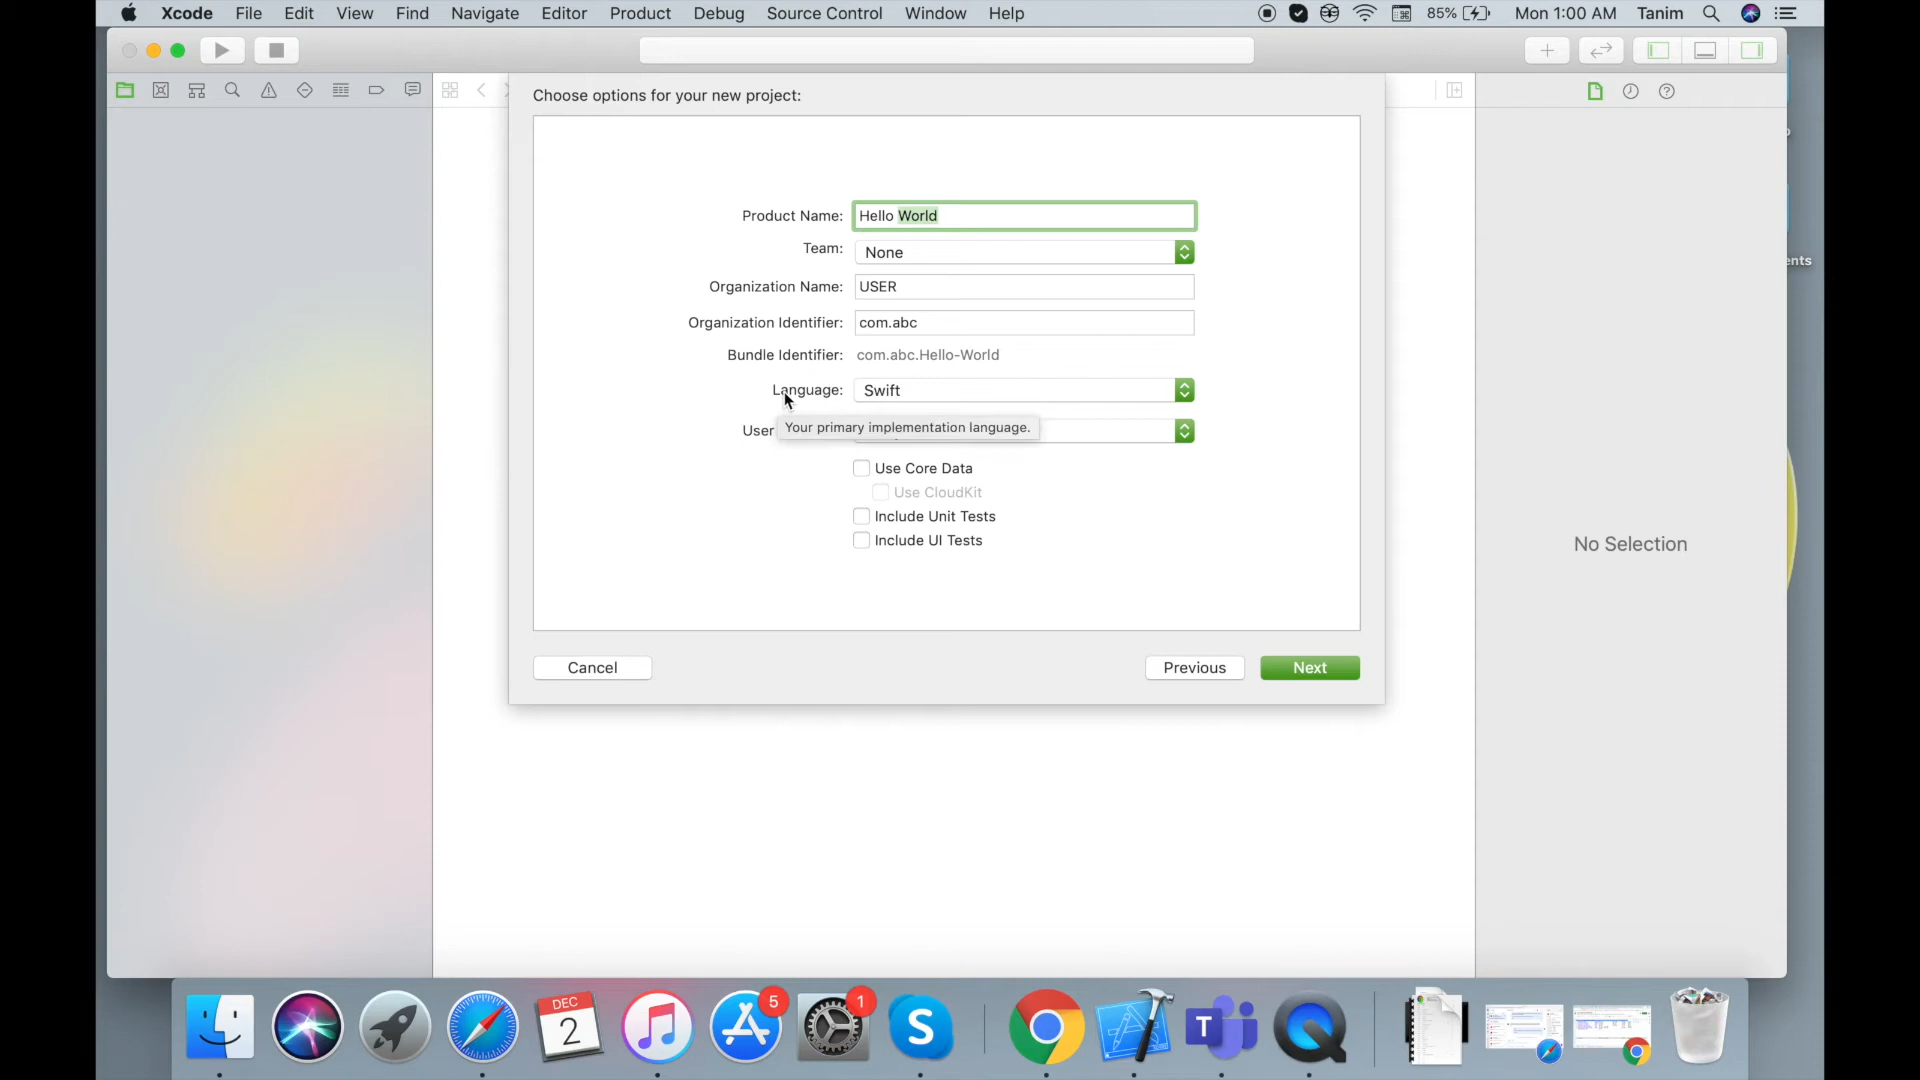 Xcode File Edit View Find Navigate Editor Product Debug Source Control Window Help 85% Mon 1:00 AM Tanim
Choose options for your new project:
Product Name: Hello World
Team: None
Organization Name: USER
Organization Identifier: com.abc
Bundle Identifier: com.abc.Hello-World
Language: Swift
User
Your primary implementation language.
Use Core Data
Use CloudKit
Include Unit Tests
Include UI Tests
Cancel Previous Next
No Selection
ents
DEC
2
5
1
S
T